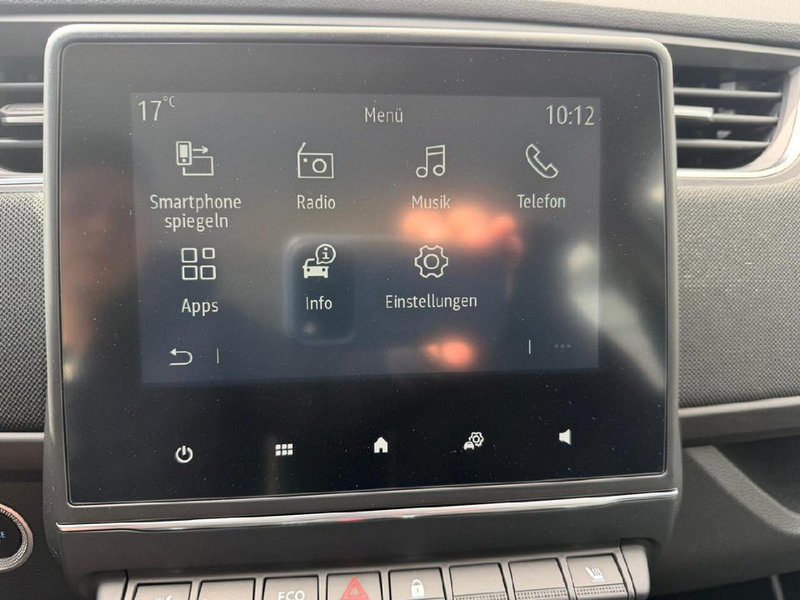 17°C
Menü
10:12
Smartphone
spiegeln
Radio
Musik
Telefon
Apps
Info
Einstellungen
ECO